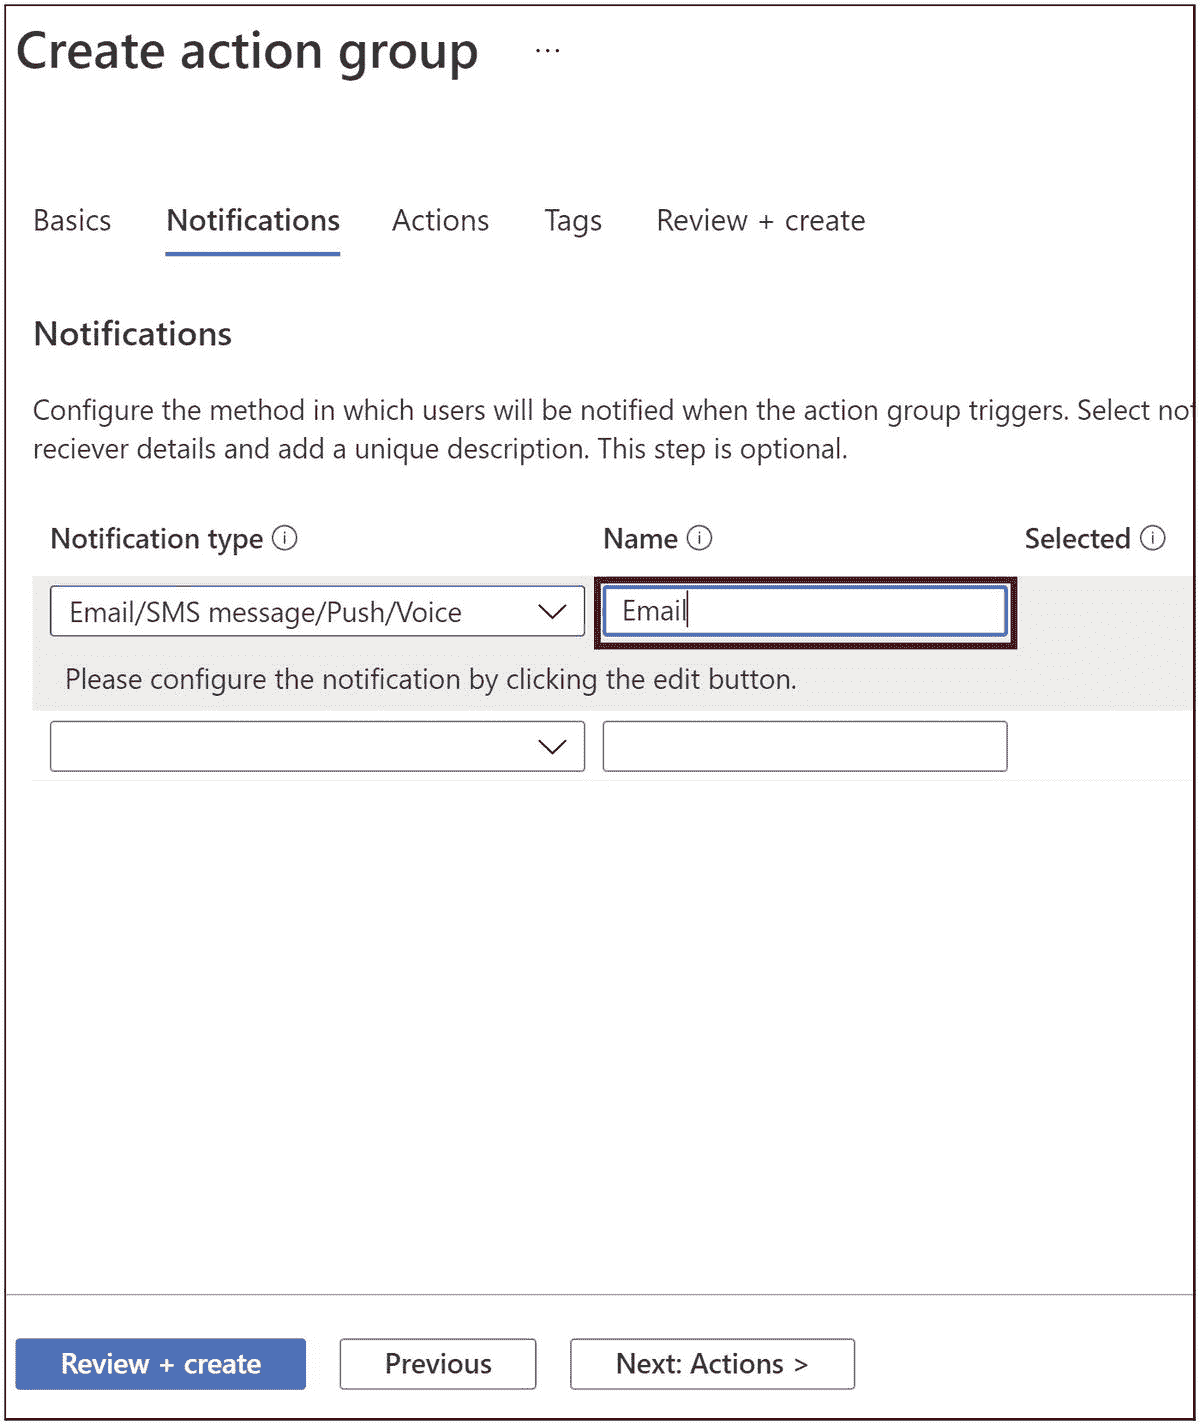 Create action group ...
Basics Notifications Actions Tags Review + create
Notifications
Configure the method in which users will be notified when the action group triggers. Select
reciever details and add a unique description. This step is optional.
Notification type Name Selected
Email/SMS message/Push/Voice Email
Please configure the notification by clicking the edit button.
Review + create Previous Next: Actions >